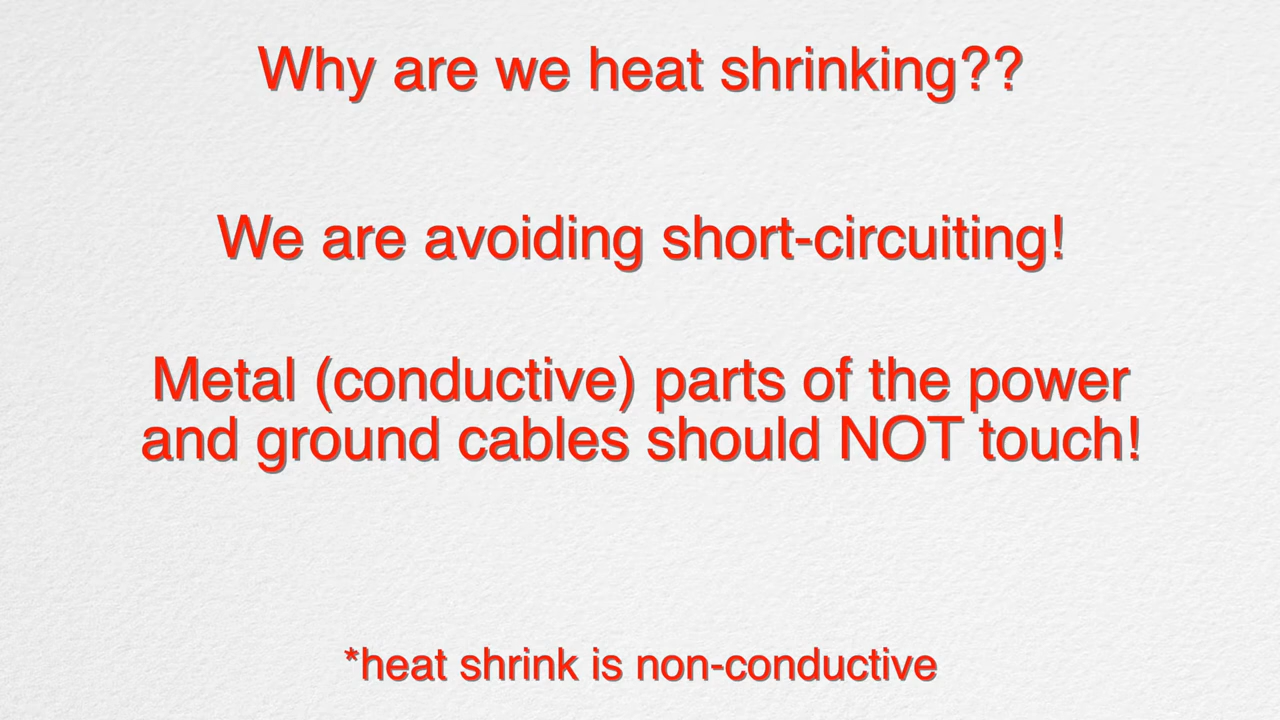 Why are we heat shrinking??
We are avoiding short-circuiting!
Metal (conductive) parts of the power
and ground cables should NOT touch!
*heat shrink is non-conductive